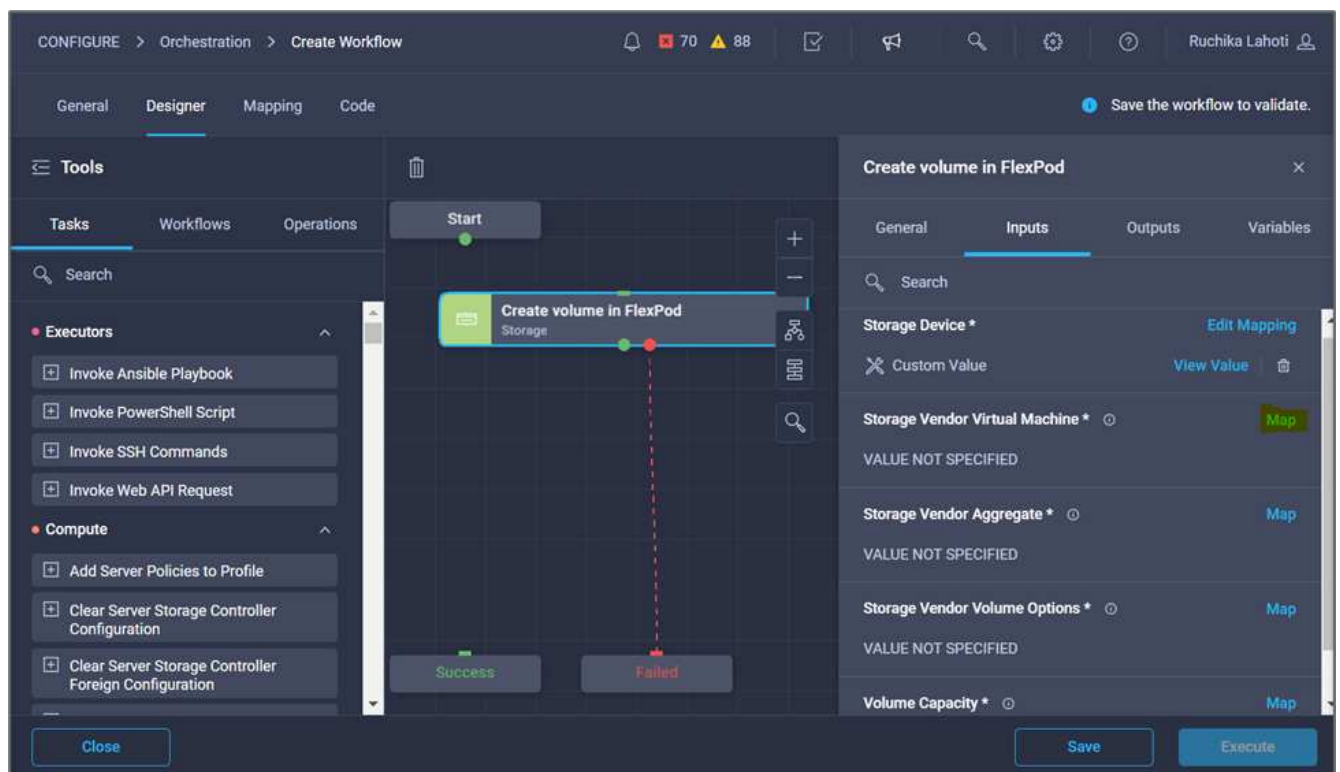 CONFIGURE > Orchestration > Create Workflow
70 88
Ruchika Lahoti
General Designer Mapping Code
Save the workflow to validate.
Tools
Tasks Workflows Operations
Search
Executors
Invoke Ansible Playbook
Invoke PowerShell Script
Invoke SSH Commands
Invoke Web API Request
Compute
Add Server Policies to Profile
Clear Server Storage Controller
Configuration
Clear Server Storage Controller
Foreign Configuration
Start
Create volume in FlexPod
Storage
Success
Failed
Create volume in FlexPod
General Inputs Outputs Variables
Search
Storage Device * Edit Mapping
Custom Value View Value
Storage Vendor Virtual Machine * Map
VALUE NOT SPECIFIED
Storage Vendor Aggregate * Map
VALUE NOT SPECIFIED
Storage Vendor Volume Options * Map
VALUE NOT SPECIFIED
Volume Capacity * Map
Close Save Execute